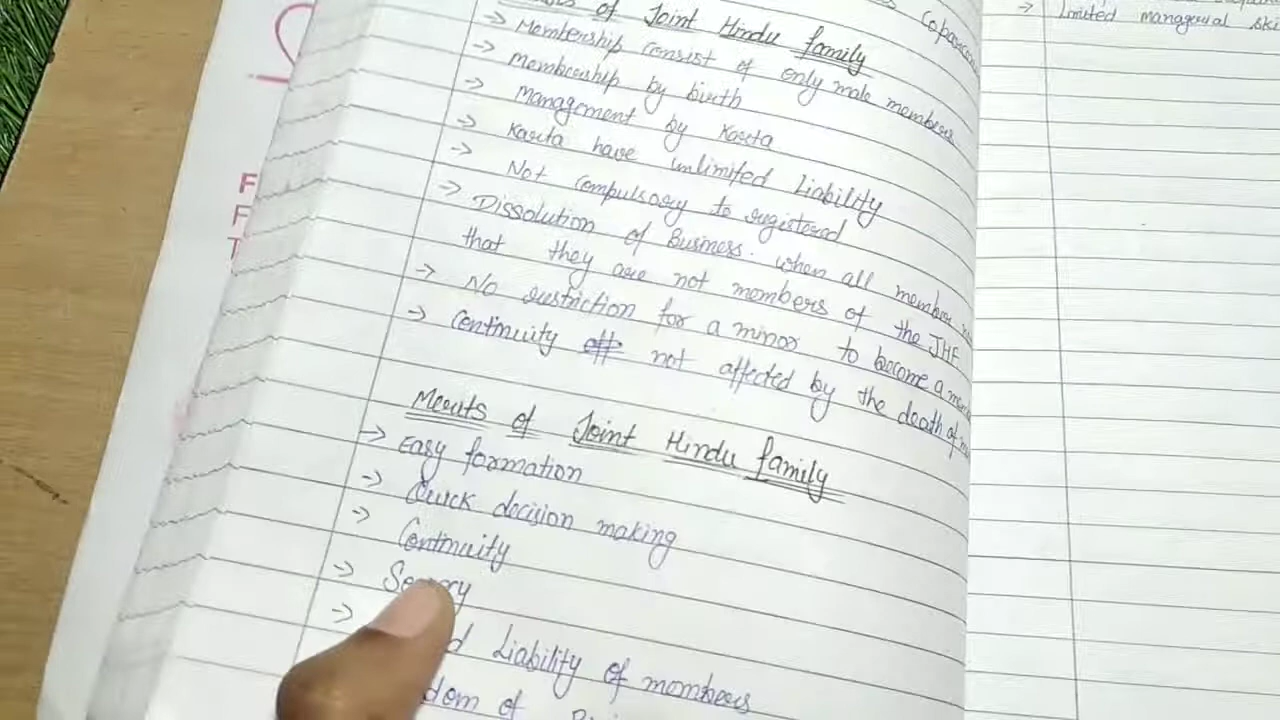 of Joint Hindu family
-> Membership consist of only male members
-> Membership by birth
-> management by Karta
-> Karta have unlimited Liability
-> Not compulsory to registered
-> Dissolution of Business. when all member
that they are not members of the JHF
-> No restriction for a minor to become a
-> Continuity not affected by the death of
Merits of Joint Hindu family
-> Easy formation
-> Quick decision making
-> Continuity
->
-> Liability of members
of
-> Limited managerial